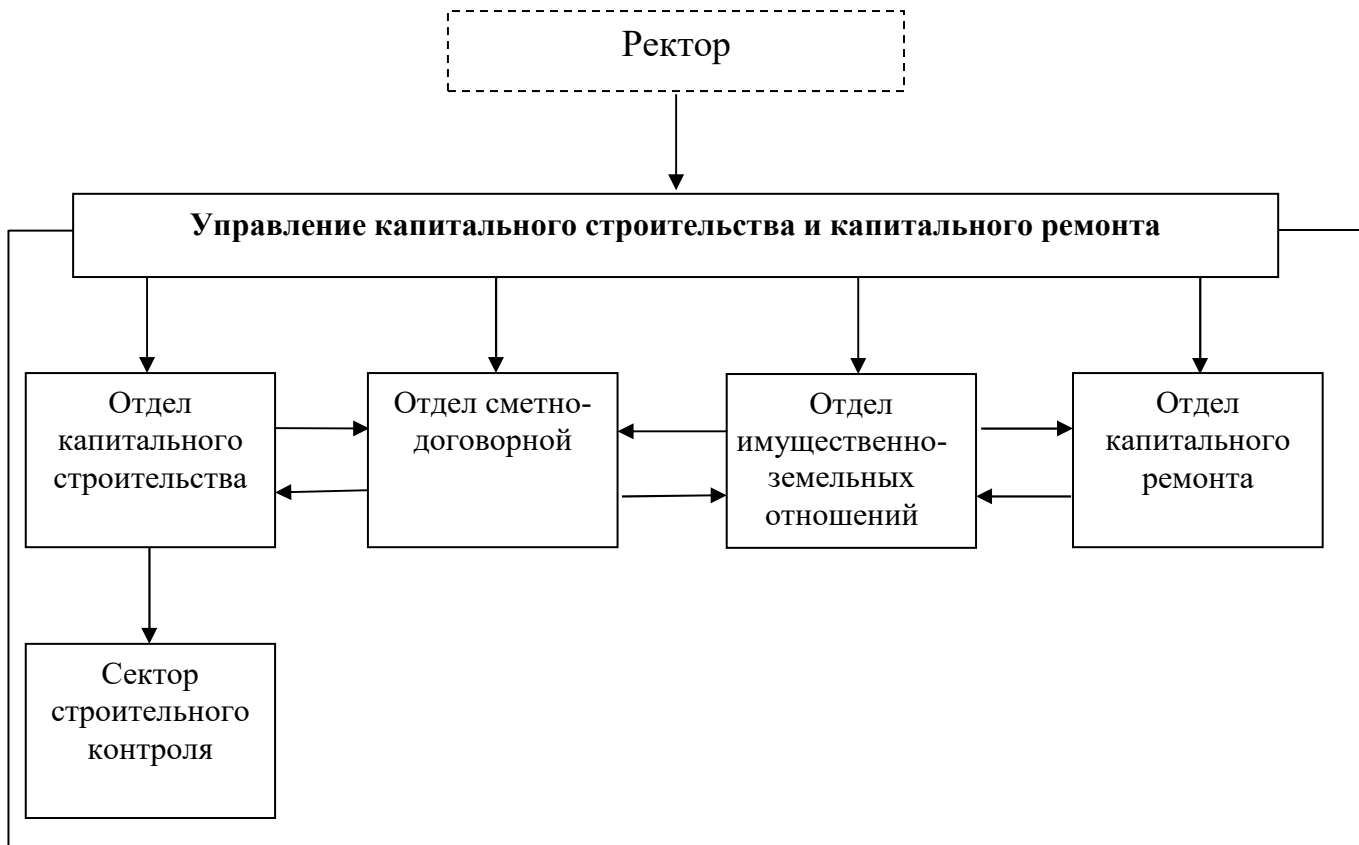 Ректор
Управление капитального строительства и капитального ремонта
Отдел
капитального
строительства
Отдел сметно-
договорной
Отдел
имущественно-
земельных
отношений
Отдел
капитального
ремонта
Сектор
строительного
контроля